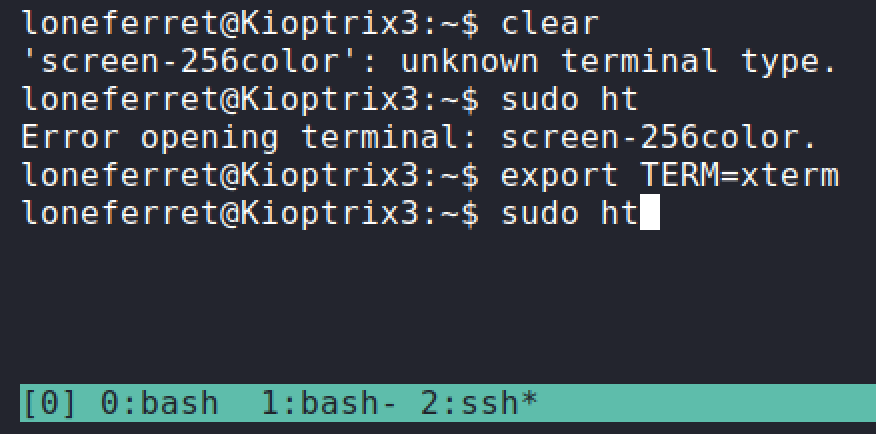 loneferret@Kioptrix3:~$ clear
'screen-256color': unknown terminal type.
loneferret@Kioptrix3:~$ sudo ht
Error opening terminal: screen-256color.
loneferret@Kioptrix3:~$ export TERM=xterm
loneferret@Kioptrix3:~$ sudo ht
[0] 0:bash  1:bash- 2:ssh*